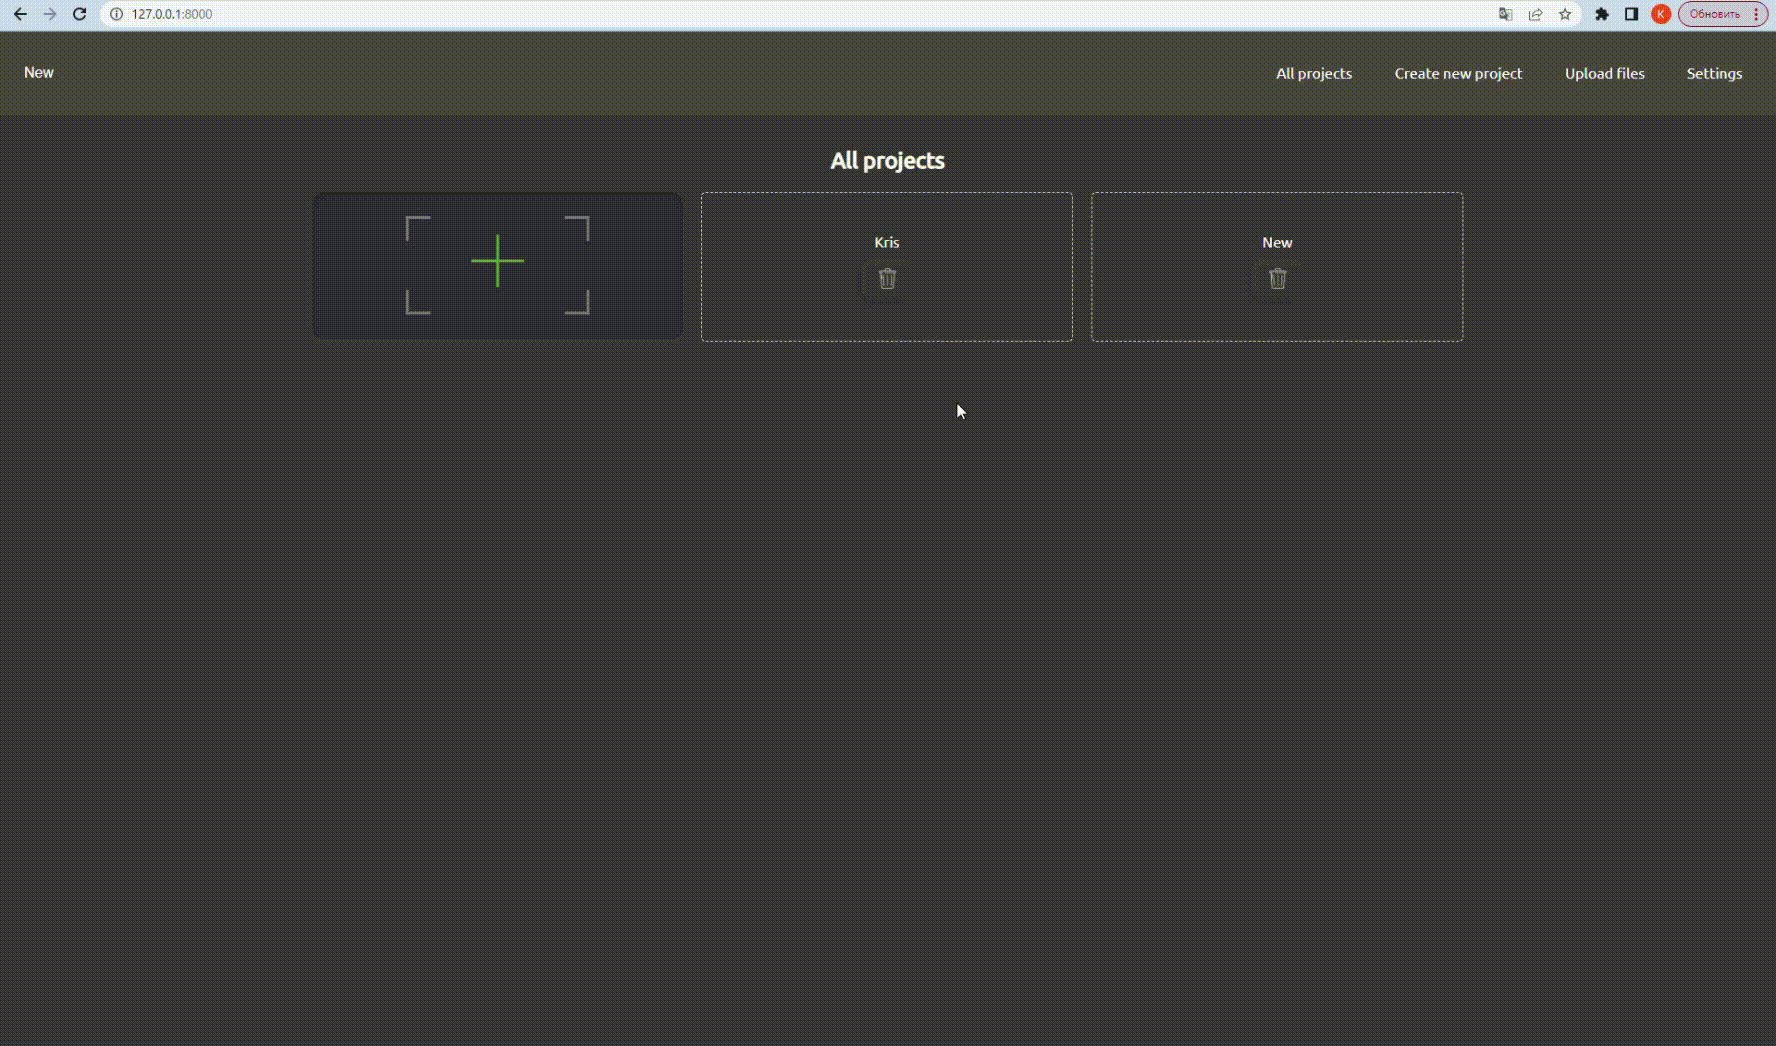 127.0.0.1:8000
K
Обновить
New
All projects
Create new project
Upload files
Settings
All projects
Kris
New